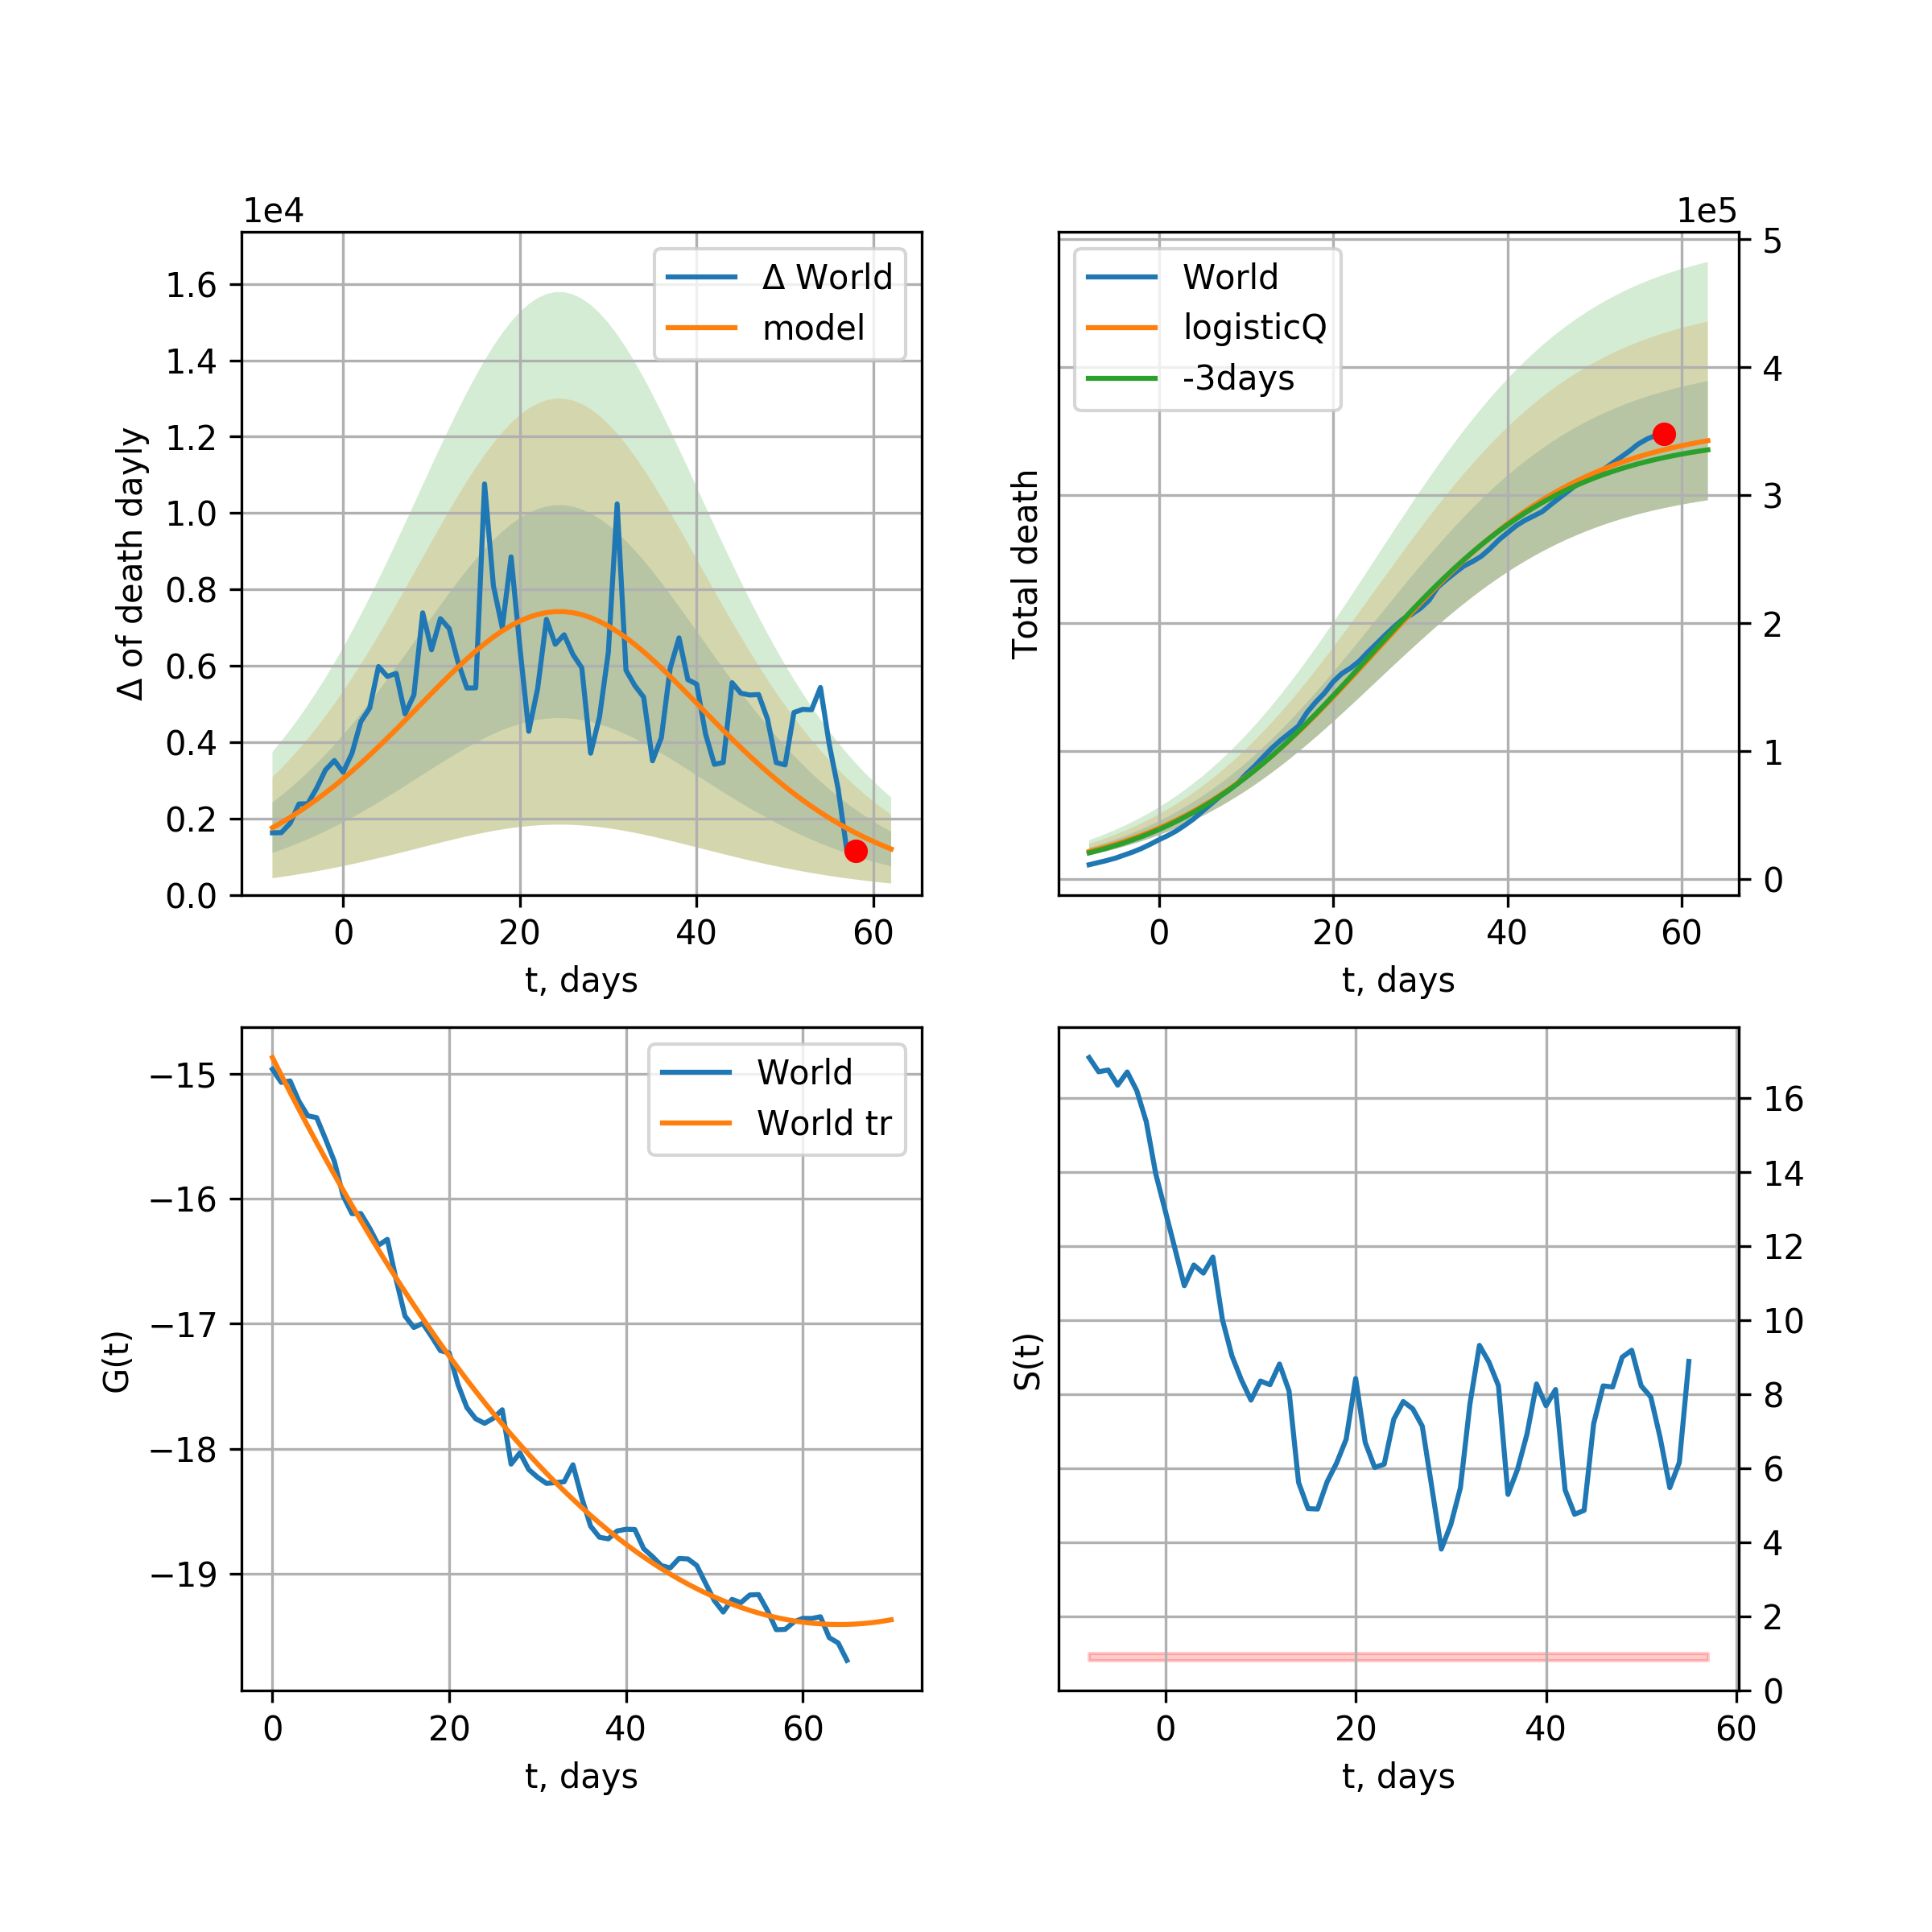 1e4
Δ of death dayly
1.6
1.4
1.2
1.0
0.8
0.6
0.4
0.2
0.0
Δ World
model
0 20 40 60
t, days
1e5
Total death
World
logisticQ
-3days
5
4
3
2
1
0
0 20 40 60
t, days
G(t)
−15
−16
−17
−18
−19
World
World tr
0 20 40 60
t, days
S(t)
16
14
12
10
8
6
4
2
0
0 20 40 60
t, days